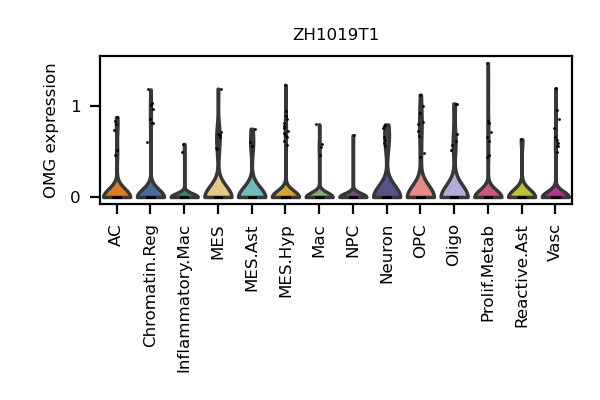 ZH1019T1
OMG expression
1
0
AC
Chromatin.Reg
Inflammatory.Mac
MES
MES.Ast
MES.Hyp
Mac
NPC
Neuron
OPC
Oligo
Prolif.Metab
Reactive.Ast
Vasc